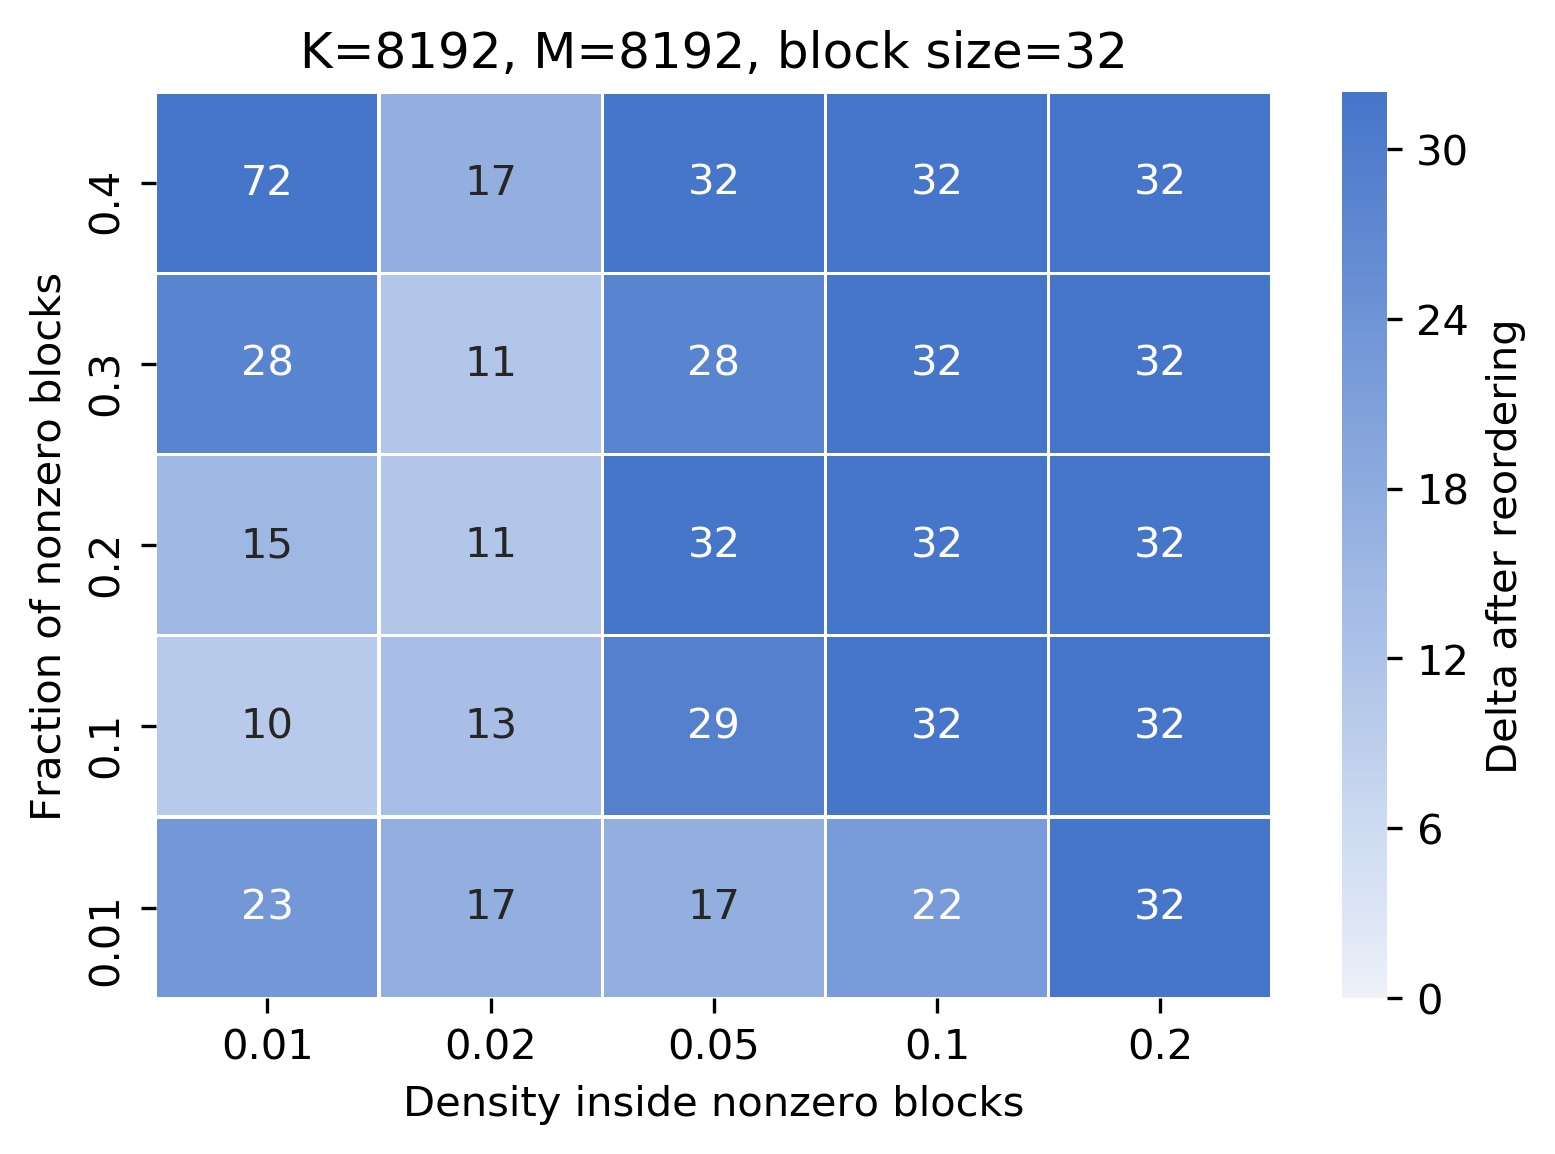 K=8192, M=8192, block size=32
Fraction of nonzero blocks
0.4 72 17 32 32 32
0.3 28 11 28 32 32
0.2 15 11 32 32 32
0.1 10 13 29 32 32
0.01 23 17 17 22 32
0.01 0.02 0.05 0.1 0.2
Density inside nonzero blocks
30
24
18
12
6
0
Delta after reordering